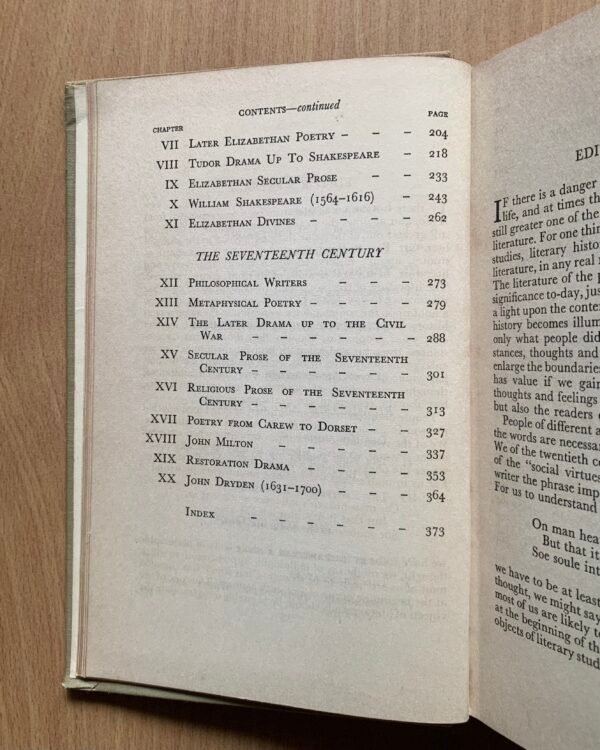 CONTENTS—continued
CHAPTER PAGE
VII LATER ELIZABETHAN POETRY – – – 204
VIII TUDOR DRAMA UP TO SHAKESPEARE – 218
IX ELIZABETHAN SECULAR PROSE – – 233
X WILLIAM SHAKESPEARE (1564–1616) – 243
XI ELIZABETHAN DIVINES – – – 262
THE SEVENTEENTH CENTURY
XII PHILOSOPHICAL WRITERS – – – 273
XIII METAPHYSICAL POETRY – – – 279
XIV THE LATER DRAMA UP TO THE CIVIL
WAR – – – – – – 288
XV SECULAR PROSE OF THE SEVENTEENTH
CENTURY – – – – – 301
XVI RELIGIOUS PROSE OF THE SEVENTEENTH
CENTURY – – – – – 313
XVII POETRY FROM CAREW TO DORSET – – 327
XVIII JOHN MILTON – – – – 337
XIX RESTORATION DRAMA – – – 353
XX JOHN DRYDEN (1631–1700) – – – 364
INDEX – – – – – 373
EDI
IF there is a danger
life, and at times th
still greater one of the
literature. For one thin
studies, literary histo
literature, in any real
The literature of the p
significance to-day, jus
a light upon the conte
history becomes illum
only what people did
stances, thoughts and
enlarge the boundaries
has value if we gain
thoughts and feelings
but also the readers
People of different a
the words are necessa
We of the twentieth c
of the “social virtues
writer the phrase imp
For us to understand
On man hea
But that it
Soe soule int
we have to be at least
thought, we might say
most of us are likely t
at the beginning of th
objects of literary stud